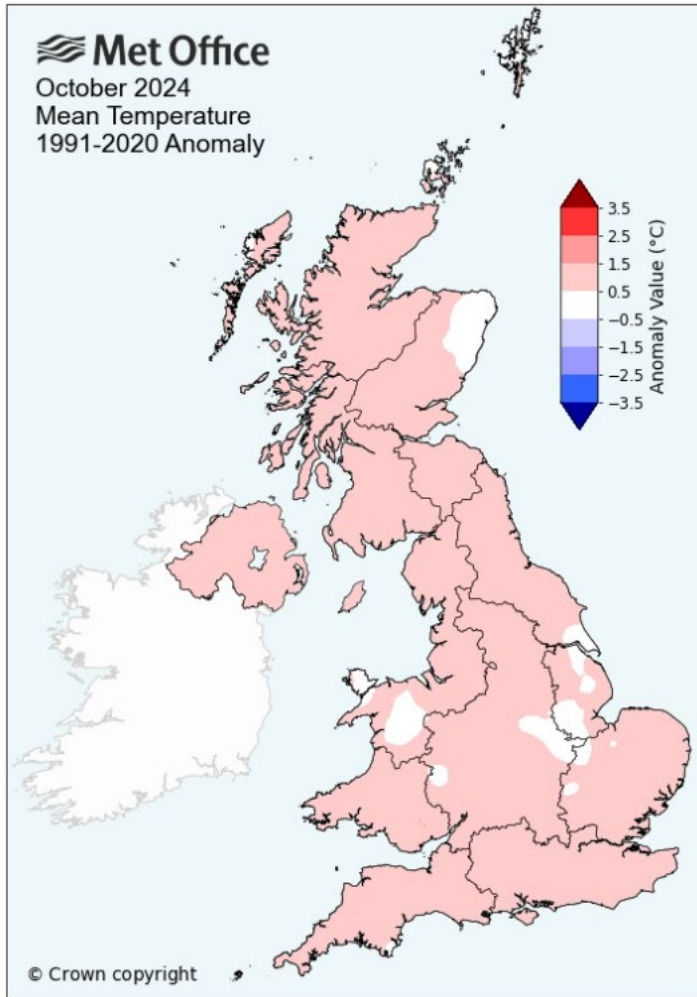 Met Office
October 2024
Mean Temperature
1991-2020 Anomaly
3.5
2.5
1.5
0.5
−0.5
−1.5
−2.5
−3.5
Anomaly Value (°C)
© Crown copyright